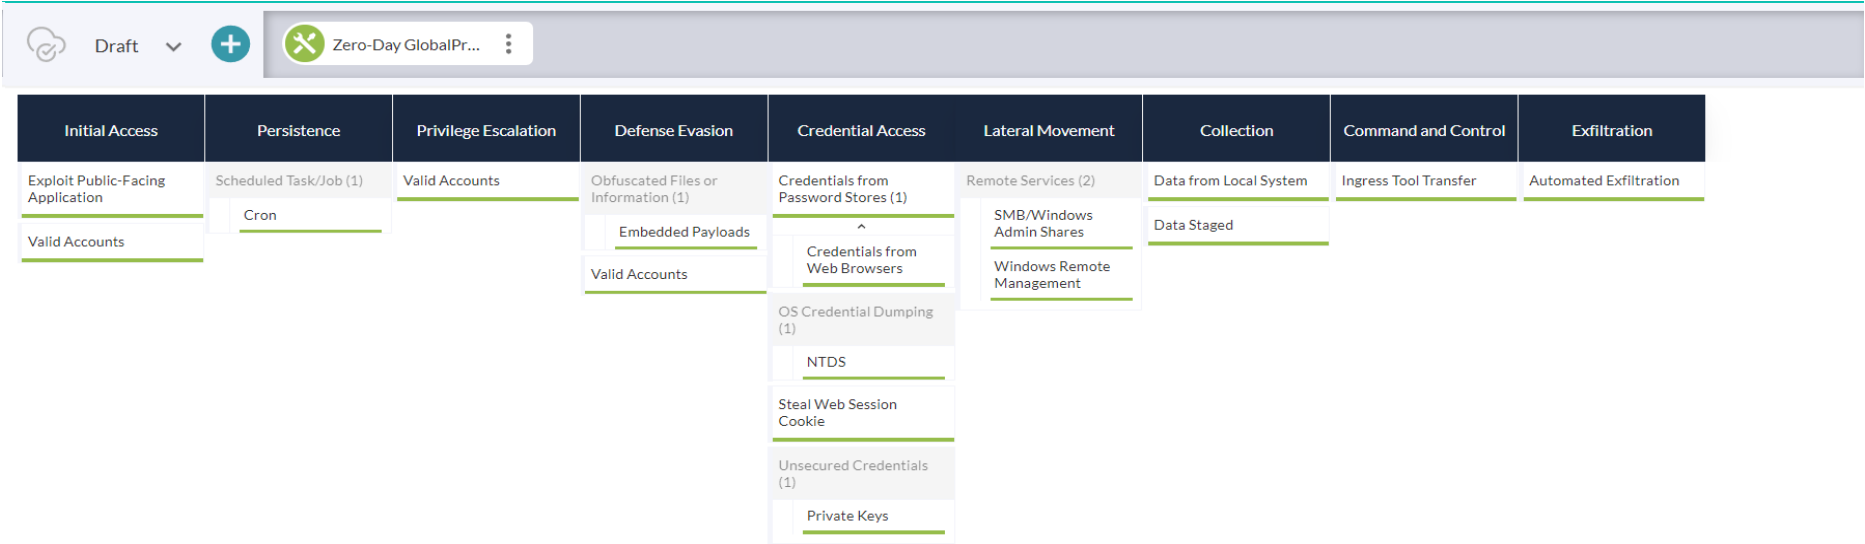 Draft
Zero-Day GlobalPr...
Initial Access
Persistence
Privilege Escalation
Defense Evasion
Credential Access
Lateral Movement
Collection
Command and Control
Exfiltration
Exploit Public-Facing
Application
Valid Accounts
Scheduled Task/Job (1)
Cron
Valid Accounts
Obfuscated Files or
Information (1)
Embedded Payloads
Valid Accounts
Credentials from
Password Stores (1)
Credentials from
Web Browsers
OS Credential Dumping
(1)
NTDS
Steal Web Session
Cookie
Unsecured Credentials
(1)
Private Keys
Remote Services (2)
SMB/Windows
Admin Shares
Windows Remote
Management
Data from Local System
Data Staged
Ingress Tool Transfer
Automated Exfiltration